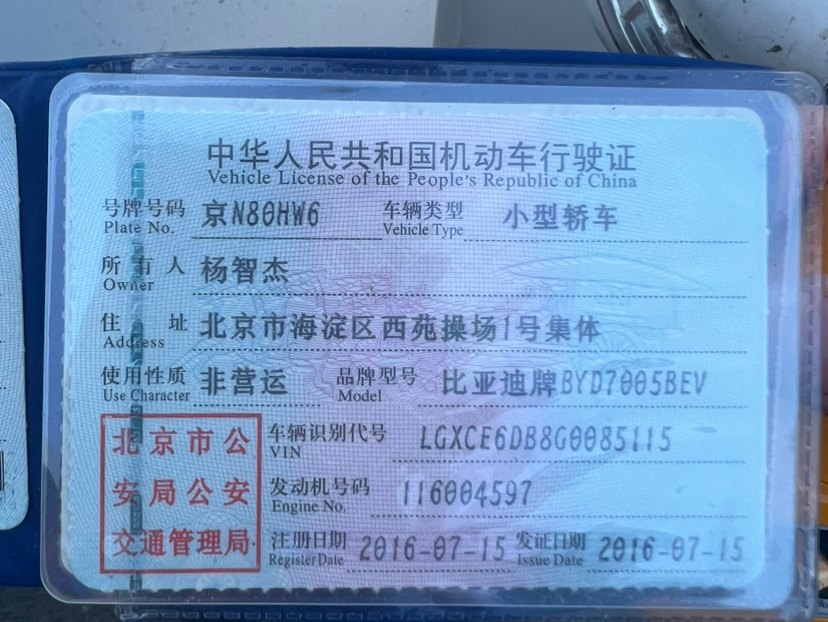 中华人民共和国机动车行驶证
Vehicle License of the People's Republic of China
号牌号码 京N80HW6 车辆类型 小型轿车
Plate No. Vehicle Type
所有人 杨智杰
Owner
住址 北京市海淀区西苑操场1号集体
Address
使用性质 非营运 品牌型号 比亚迪牌BYD7005BEV
Use Character Model
北京市公
安局公安
交通管理局
车辆识别代号 LGXCE6DB8G0085115
VIN
发动机号码 116004597
Engine No.
注册日期 2016-07-15 发证日期 2016-07-15
Register Date Issue Date